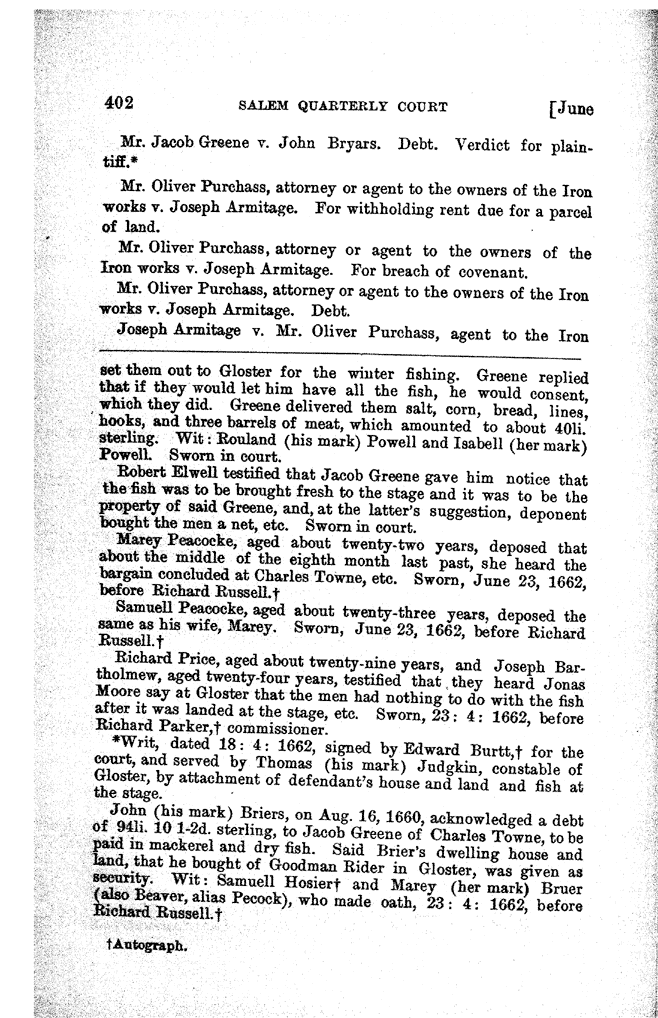 402 SALEM QUARTERLY COURT [June
Mr. Jacob Greene v. John Bryars. Debt. Verdict for plain-
tiff.*
Mr. Oliver Purchass, attorney or agent to the owners of the Iron
works v. Joseph Armitage. For withholding rent due for a parcel
of land.
Mr. Oliver Purchass, attorney or agent to the owners of the
Iron works v. Joseph Armitage. For breach of covenant.
Mr. Oliver Purchass, attorney or agent to the owners of the Iron
works v. Joseph Armitage. Debt.
Joseph Armitage v. Mr. Oliver Purchass, agent to the Iron
set them out to Gloster for the winter fishing. Greene replied
that if they would let him have all the fish, he would consent,
which they did. Greene delivered them salt, corn, bread, lines,
hooks, and three barrels of meat, which amounted to about 40li.
sterling. Wit: Rouland (his mark) Powell and Isabell (her mark)
Powell. Sworn in court.
Robert Elwell testified that Jacob Greene gave him notice that
the fish was to be brought fresh to the stage and it was to be the
property of said Greene, and, at the latter's suggestion, deponent
bought the men a net, etc. Sworn in court.
Marey Peacocke, aged about twenty-two years, deposed that
about the middle of the eighth month last past, she heard the
bargain concluded at Charles Towne, etc. Sworn, June 23, 1662,
before Richard Russell.†
Samuell Peacocke, aged about twenty-three years, deposed the
same as his wife, Marey. Sworn, June 23, 1662, before Richard
Russell.†
Richard Price, aged about twenty-nine years, and Joseph Bar-
tholmew, aged twenty-four years, testified that they heard Jonas
Moore say at Gloster that the men had nothing to do with the fish
after it was landed at the stage, etc. Sworn, 23: 4: 1662, before
Richard Parker,† commissioner.
*Writ, dated 18: 4: 1662, signed by Edward Burtt,† for the
court, and served by Thomas (his mark) Judgkin, constable of
Gloster, by attachment of defendant's house and land and fish at
the stage.
John (his mark) Briers, on Aug. 16, 1660, acknowledged a debt
of 94li. 10 1-2d. sterling, to Jacob Greene of Charles Towne, to be
paid in mackerel and dry fish. Said Brier's dwelling house and
land, that he bought of Goodman Rider in Gloster, was given as
security. Wit: Samuell Hosier† and Marey (her mark) Bruer
(also Beaver, alias Pecock), who made oath, 23: 4: 1662, before
Richard Russell.†
†Autograph.